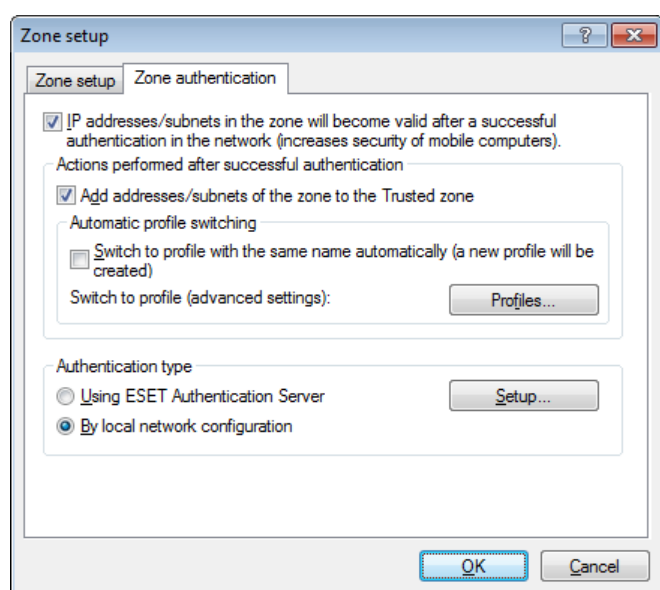 Zone setup
Zone setup
Zone authentication
IP addresses/subnets in the zone will become valid after a successful
authentication in the network (increases security of mobile computers).
Actions performed after successful authentication
Add addresses/subnets of the zone to the Trusted zone
Automatic profile switching
Switch to profile with the same name automatically (a new profile will be
created)
Switch to profile (advanced settings):
Profiles...
Authentication type
Using ESET Authentication Server
Setup...
By local network configuration
OK
Cancel